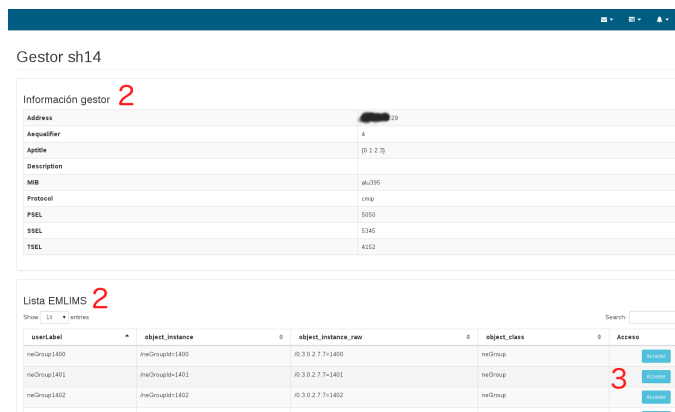 Gestor sh14
Información gestor 2
Address 29
Aequalifier 4
Aptitle {0 1 2 3}
Description
MIB alu395
Protocol cmip
PSEL 5050
SSEL 5345
TSEL 4152
Lista EMLIMS 2
Show 10 entries Search:
userLabel object_instance object_instance_raw object_class Acceso
neGroup1400 /neGroupId=1400 /0.3.0.2.7.7=1400 neGroup Acceder
neGroup1401 /neGroupId=1401 /0.3.0.2.7.7=1401 neGroup 3 Acceder
neGroup1402 /neGroupId=1402 /0.3.0.2.7.7=1402 neGroup Acceder